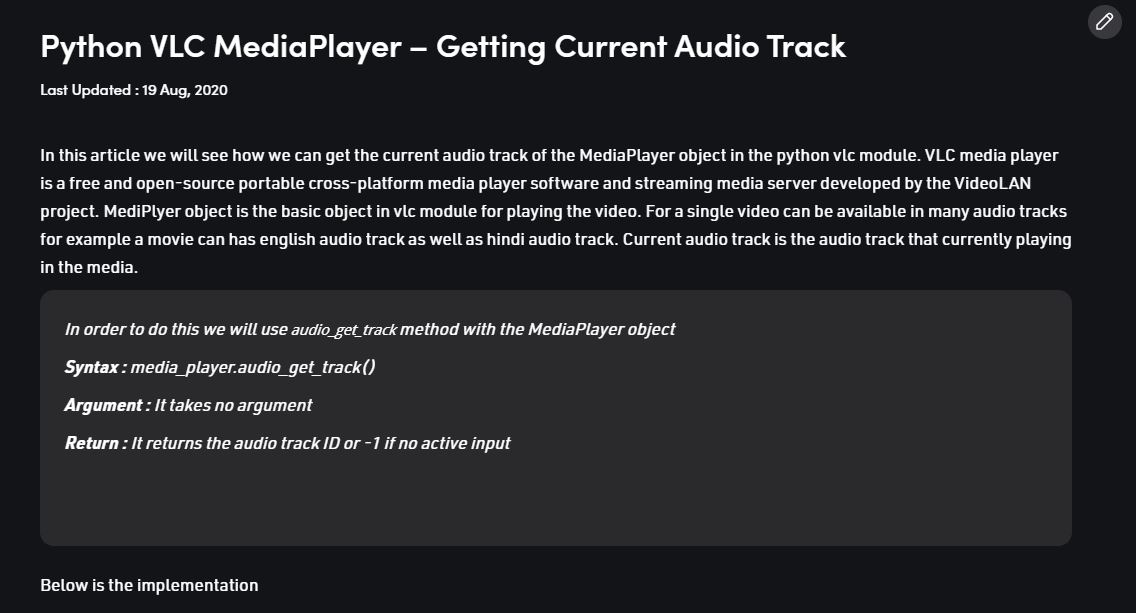 Python VLC MediaPlayer – Getting Current Audio Track
Last Updated : 19 Aug, 2020
In this article we will see how we can get the current audio track of the MediaPlayer object in the python vlc module. VLC media player
is a free and open-source portable cross-platform media player software and streaming media server developed by the VideoLAN
project. MediPlyer object is the basic object in vlc module for playing the video. For a single video can be available in many audio tracks
for example a movie can has english audio track as well as hindi audio track. Current audio track is the audio track that currently playing
in the media.
In order to do this we will use audio_get_track method with the MediaPlayer object
Syntax : media_player.audio_get_track()
Argument : It takes no argument
Return : It returns the audio track ID or -1 if no active input
Below is the implementation